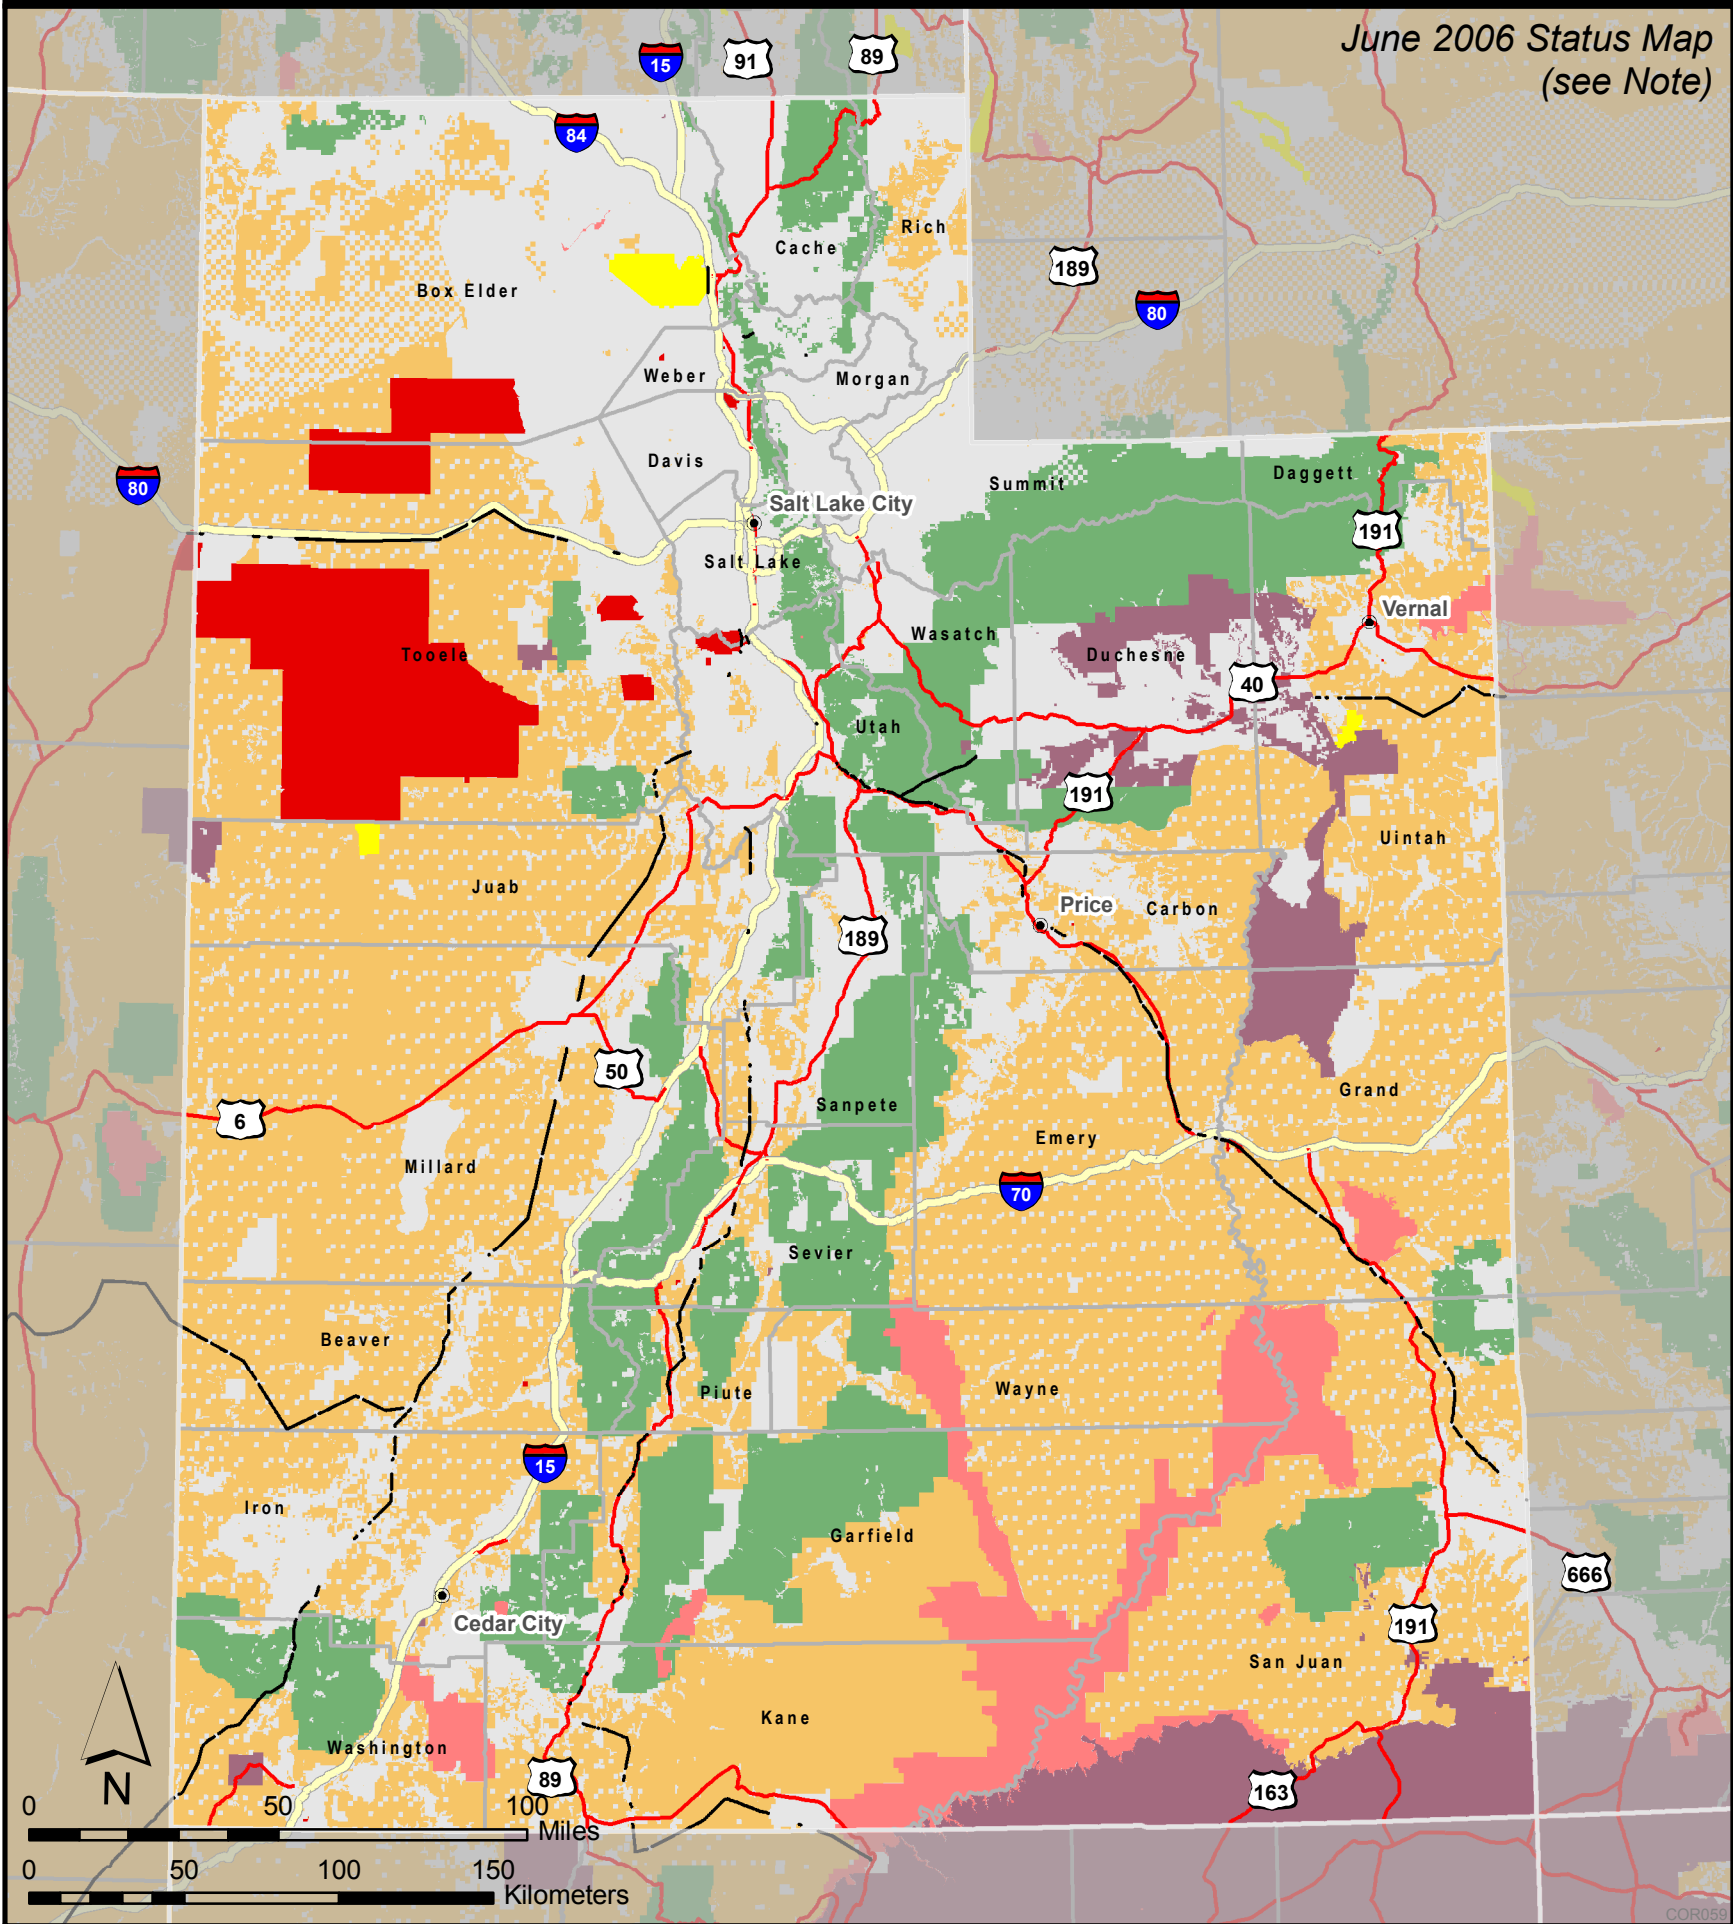 June 2006 Status Map
(see Note)
15
91
89
84
Rich
Cache
189
Box Elder
80
Weber
Morgan
Davis
Daggett
80
Summit
Salt Lake City
191
Salt Lake
Vernal
Wasatch
Tooele
Duchesne
40
Utah
191
Uintah
Juab
Price
Carbon
189
50
Grand
Sanpete
6
Emery
Millard
70
Sevier
Beaver
Wayne
Piute
15
Iron
Garfield
666
Cedar City
191
San Juan
Kane
Washington
89
163
N
0 50 100
Miles
0 50 100 150
Kilometers
COR059